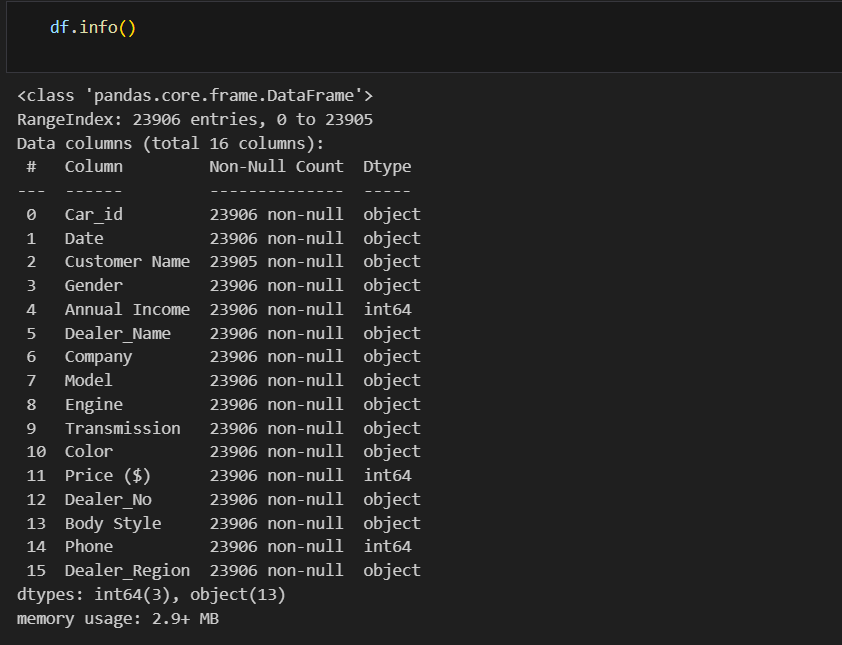 df.info()
<class 'pandas.core.frame.DataFrame'>
RangeIndex: 23906 entries, 0 to 23905
Data columns (total 16 columns):
 #   Column         Non-Null Count  Dtype
---  ------         --------------  -----
 0   Car_id         23906 non-null  object
 1   Date           23906 non-null  object
 2   Customer Name  23905 non-null  object
 3   Gender         23906 non-null  object
 4   Annual Income  23906 non-null  int64
 5   Dealer_Name    23906 non-null  object
 6   Company        23906 non-null  object
 7   Model          23906 non-null  object
 8   Engine         23906 non-null  object
 9   Transmission   23906 non-null  object
 10  Color          23906 non-null  object
 11  Price ($)      23906 non-null  int64
 12  Dealer_No      23906 non-null  object
 13  Body Style     23906 non-null  object
 14  Phone          23906 non-null  int64
 15  Dealer_Region  23906 non-null  object
dtypes: int64(3), object(13)
memory usage: 2.9+ MB